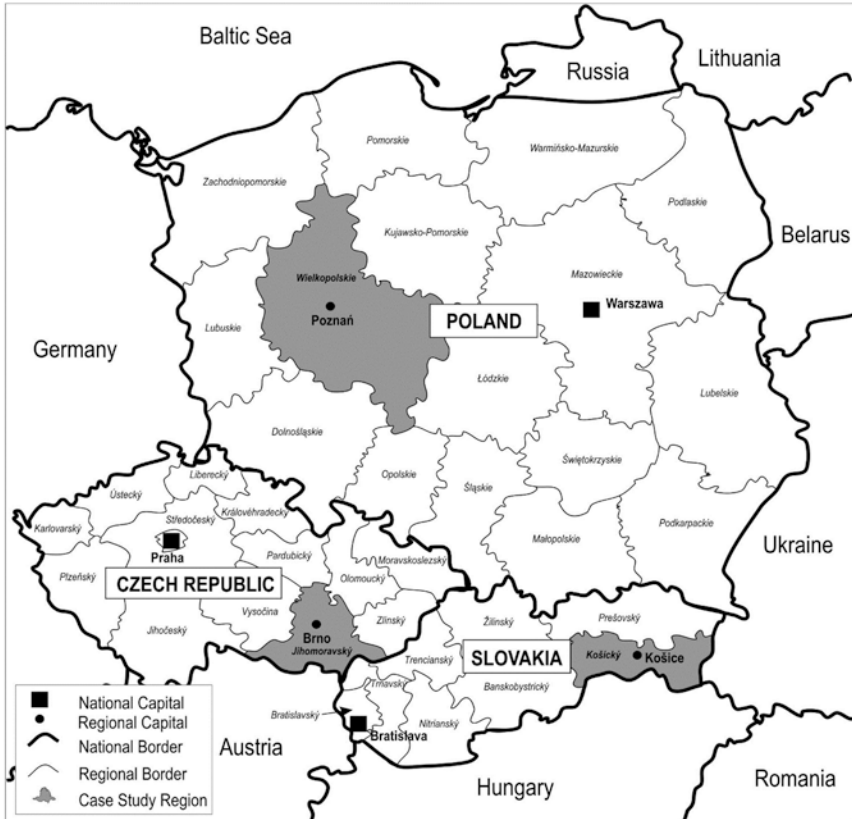 Baltic Sea
Russia
Lithuania
Pomorskie
Warmińsko-Mazurskie
Zachodniopomorskie
Podlaskie
Kujawsko-Pomorskie
Belarus
Wielkopolskie
Mazowieckie
Poznań
POLAND
Warszawa
Lubuskie
Germany
Łódzkie
Lubelskie
Dolnośląskie
Świętokrzyskie
Opolskie
Śląskie
Liberecký
Ústecký
Královéhradecký
Karlovarský
Středočeský
Podkarpackie
Małopolskie
Ukraine
Praha
Pardubický
Moravskoslezský
Plzeňský
CZECH REPUBLIC
Olomoucký
Vysočina
Zlínský
Jihočeský
Brno
Jihomoravský
Žilinský
Prešovský
Trencianský
SLOVAKIA
Košický
Košice
Trnavský
Banskobystrický
Bratislavský
Nitrianský
Bratislava
National Capital
Regional Capital
National Border
Regional Border
Case Study Region
Austria
Hungary
Romania